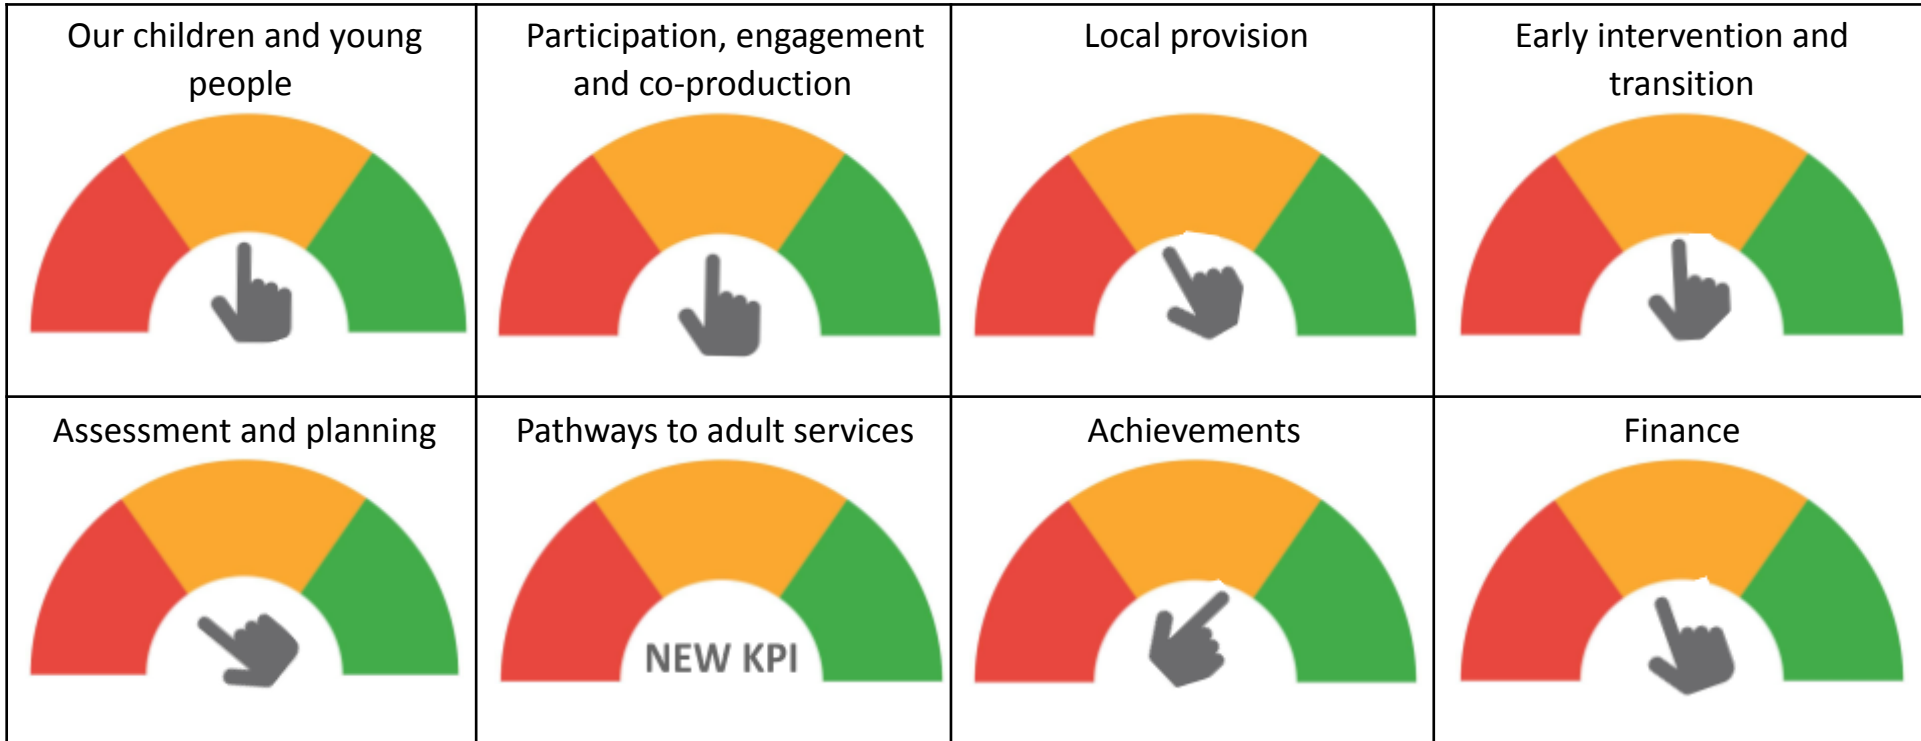 Our children and young
people
Participation, engagement
and co-production
Local provision
Early intervention and
transition
Assessment and planning
Pathways to adult services
NEW KPI
Achievements
Finance